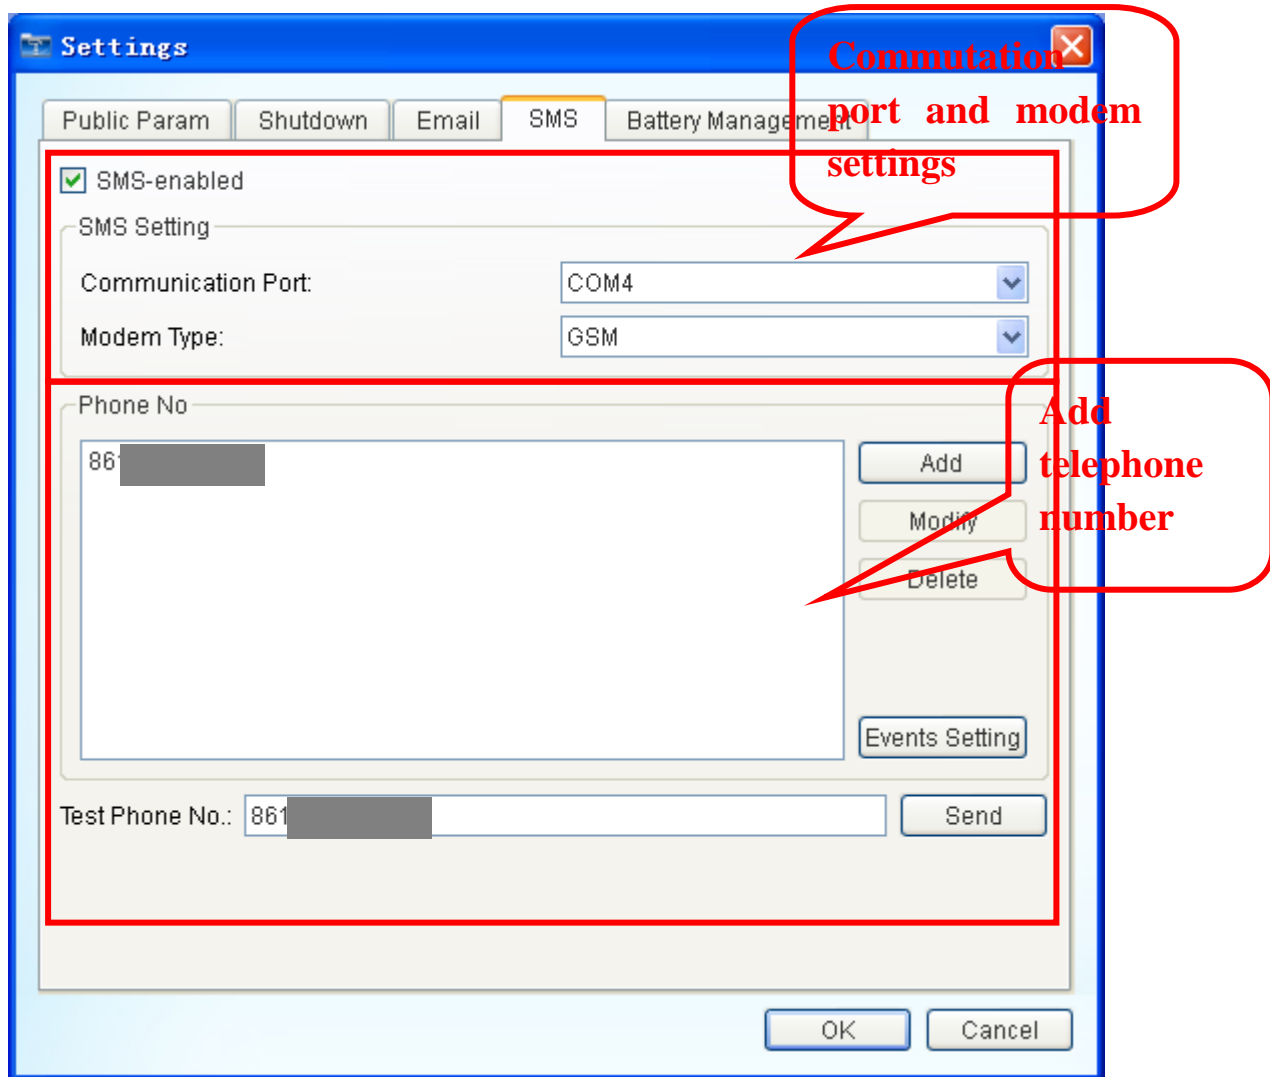 Settings
Commutation
port and modem
settings
Public Param
Shutdown
Email
SMS
Battery Management
SMS-enabled
SMS Setting
Communication Port:
COM4
Modem Type:
GSM
Phone No
861
Add
Modify
Delete
Events Setting
Add
telephone
number
Test Phone No.:
861
Send
OK
Cancel